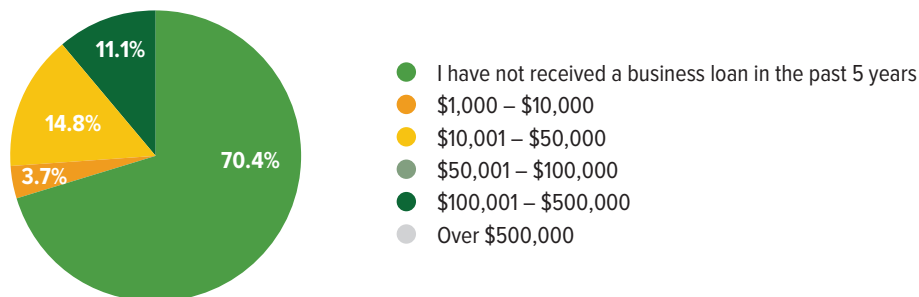 11.1%
14.8%
3.7%
70.4%
I have not received a business loan in the past 5 years
$1,000 – $10,000
$10,001 – $50,000
$50,001 – $100,000
$100,001 – $500,000
Over $500,000